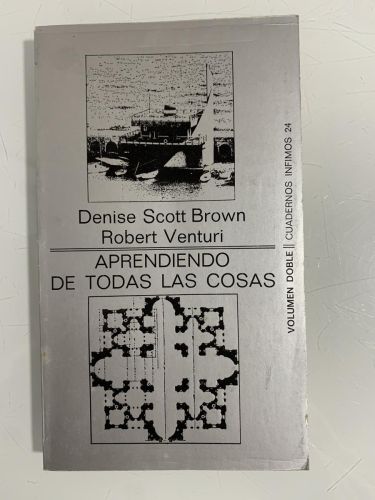 Denise Scott Brown
Robert Venturi
APRENDIENDO
DE TODAS LAS COSAS
VOLUMEN DOBLE || CUADERNOS INFIMOS 24